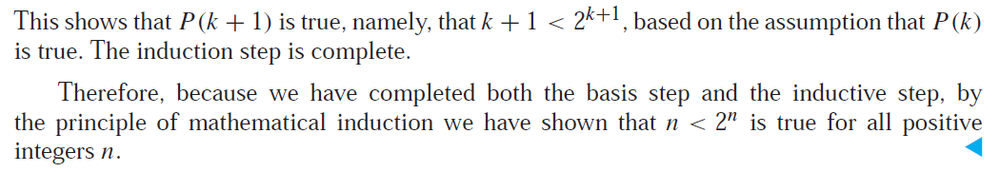 This shows that P(k + 1) is true, namely, that k + 1 < 2^{k+1}, based on the assumption that P(k)
is true. The induction step is complete.
Therefore, because we have completed both the basis step and the inductive step, by
the principle of mathematical induction we have shown that n < 2^n is true for all positive
integers n.